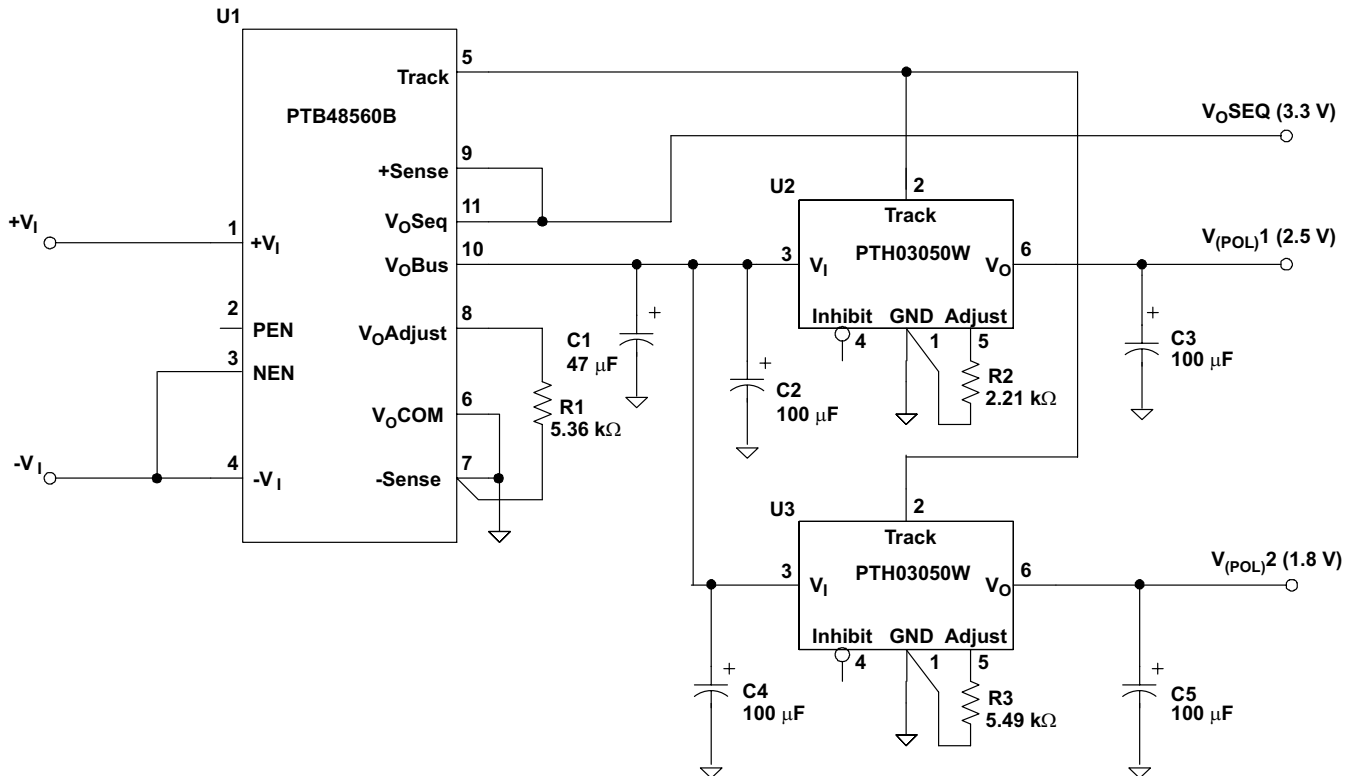 U1
5
Track
PTB48560B
VOSEQ (3.3 V)
9
+Sense
U2
2
Track
11
VOSeq
+VI
1
+VI
10
VOBus
3
VI
PTH03050W
VO
6
V(POL)1 (2.5 V)
2
PEN
8
VOAdjust
Inhibit
GND
Adjust
4
1
5
+
C1
47 µF
+
C3
100 µF
3
NEN
+
C2
100 µF
R2
2.21 kΩ
R1
5.36 kΩ
6
VOCOM
-VI
4
-VI
7
-Sense
U3
2
Track
3
VI
PTH03050W
VO
6
V(POL)2 (1.8 V)
Inhibit
GND
Adjust
4
1
5
+
C4
100 µF
R3
5.49 kΩ
+
C5
100 µF